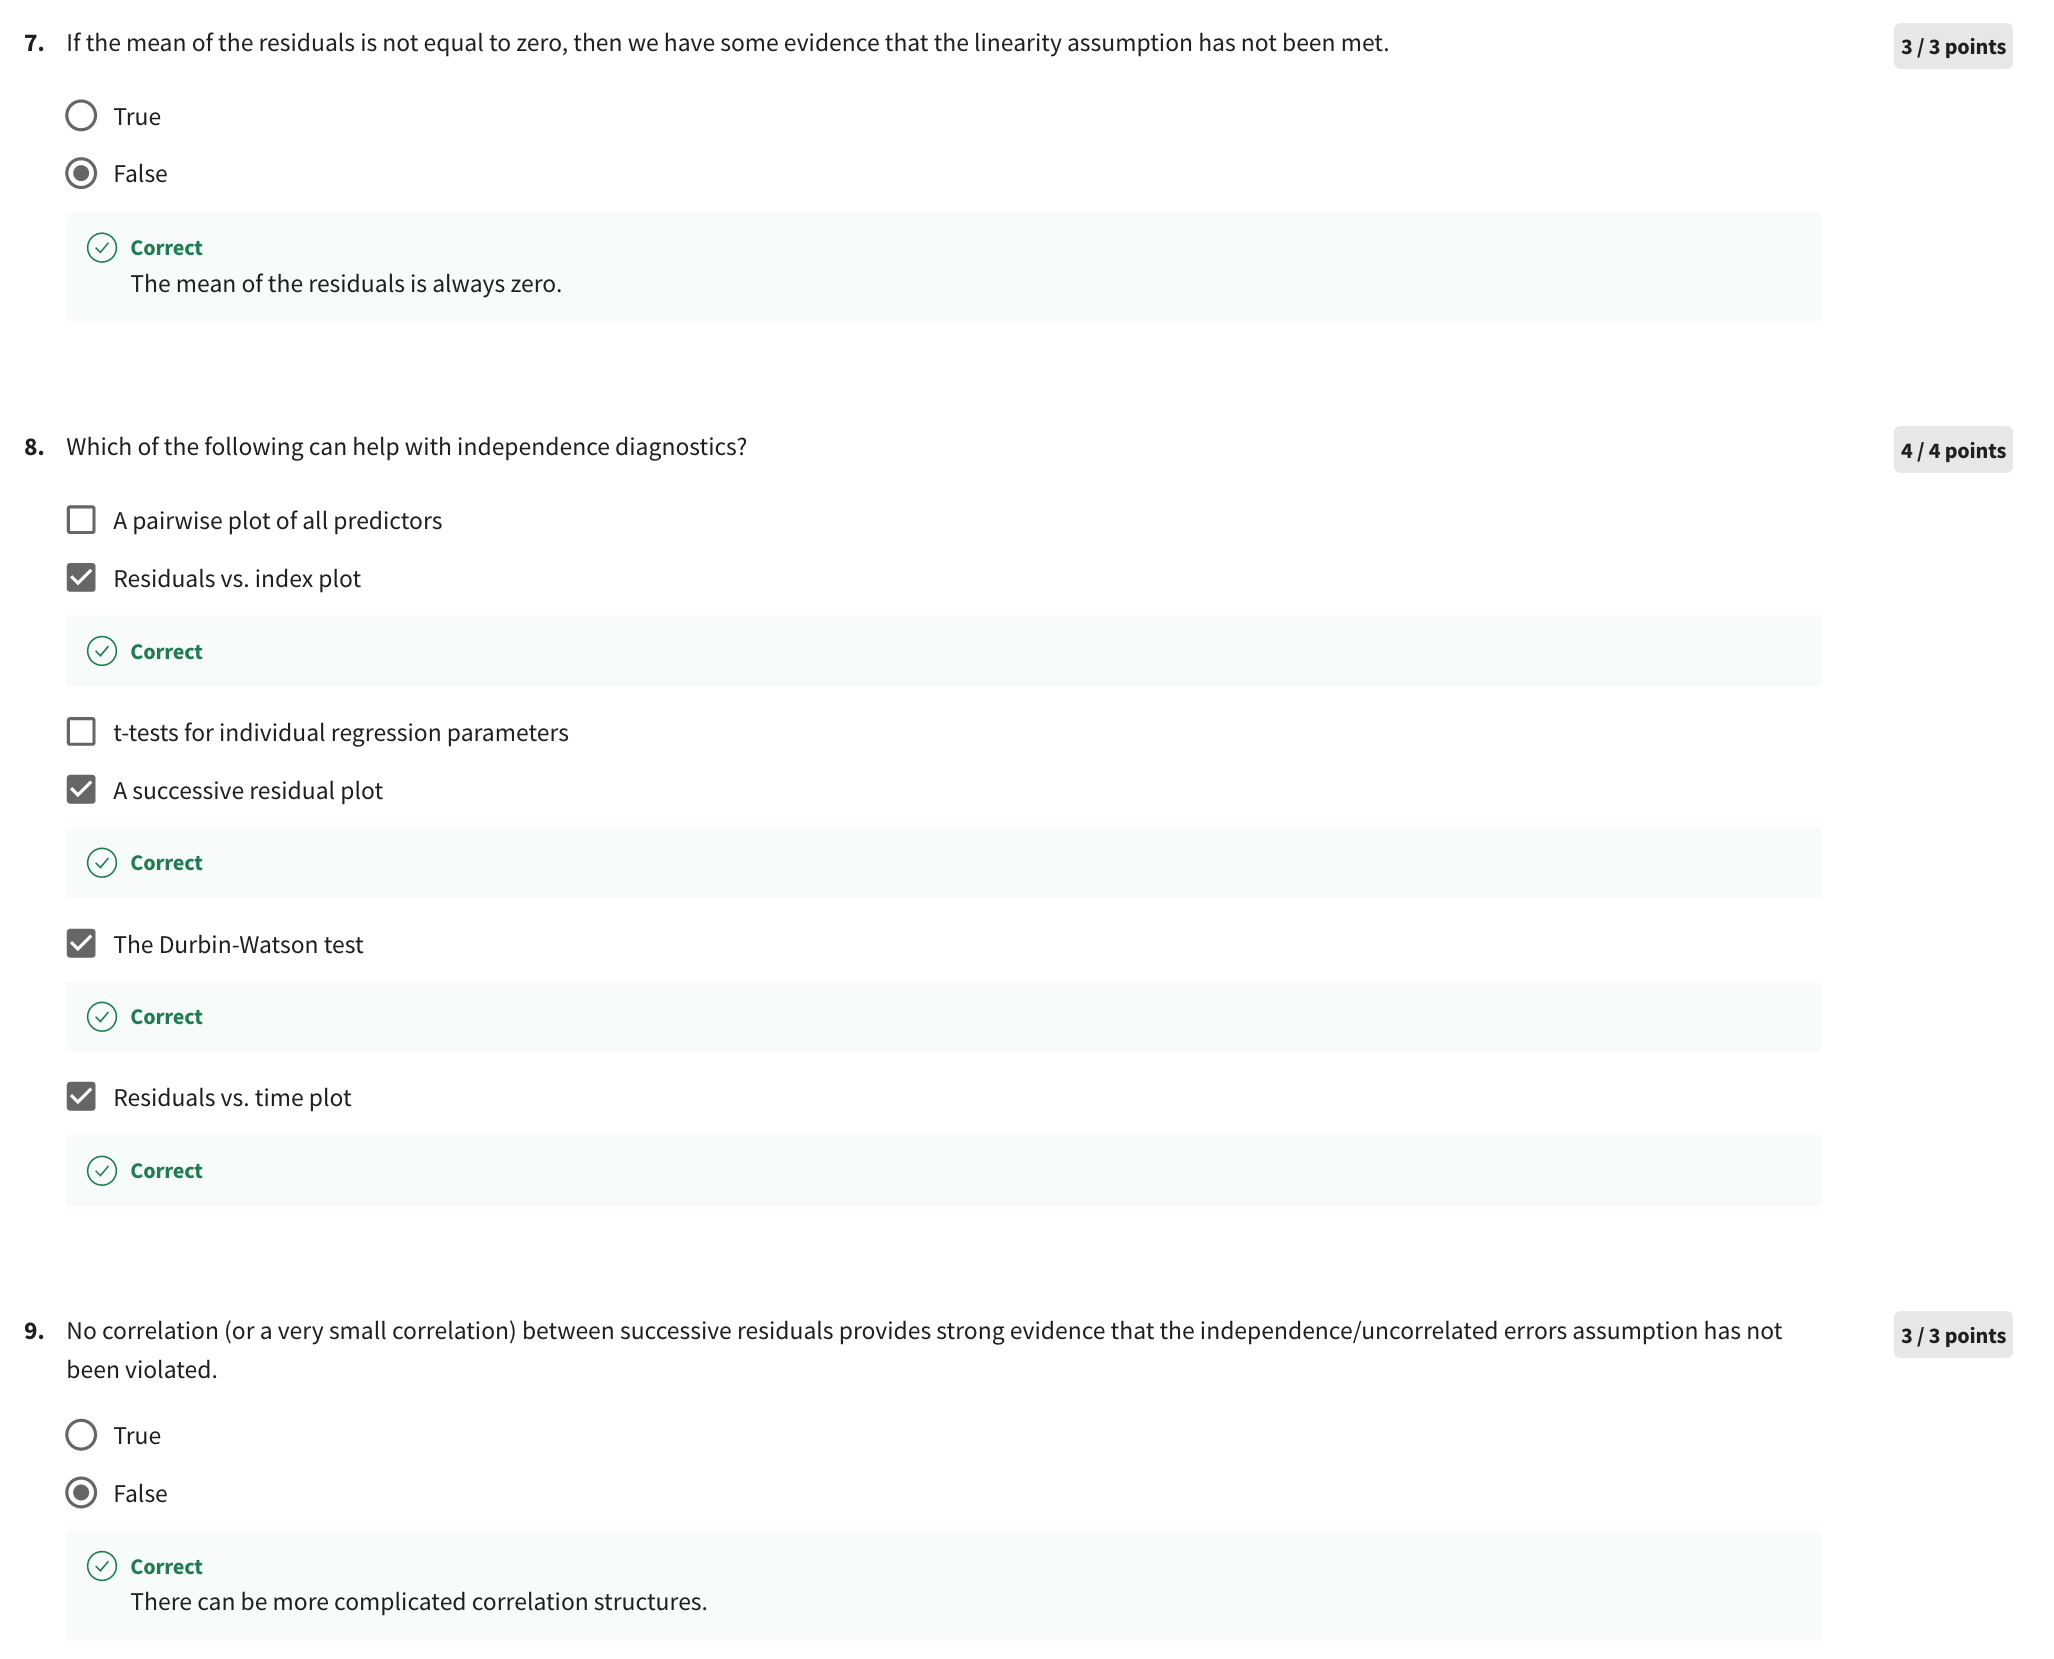 7. If the mean of the residuals is not equal to zero, then we have some evidence that the linearity assumption has not been met.
3 / 3 points
True
False
Correct
The mean of the residuals is always zero.
8. Which of the following can help with independence diagnostics?
4 / 4 points
A pairwise plot of all predictors
Residuals vs. index plot
Correct
t-tests for individual regression parameters
A successive residual plot
Correct
The Durbin-Watson test
Correct
Residuals vs. time plot
Correct
9. No correlation (or a very small correlation) between successive residuals provides strong evidence that the independence/uncorrelated errors assumption has not
been violated.
3 / 3 points
True
False
Correct
There can be more complicated correlation structures.